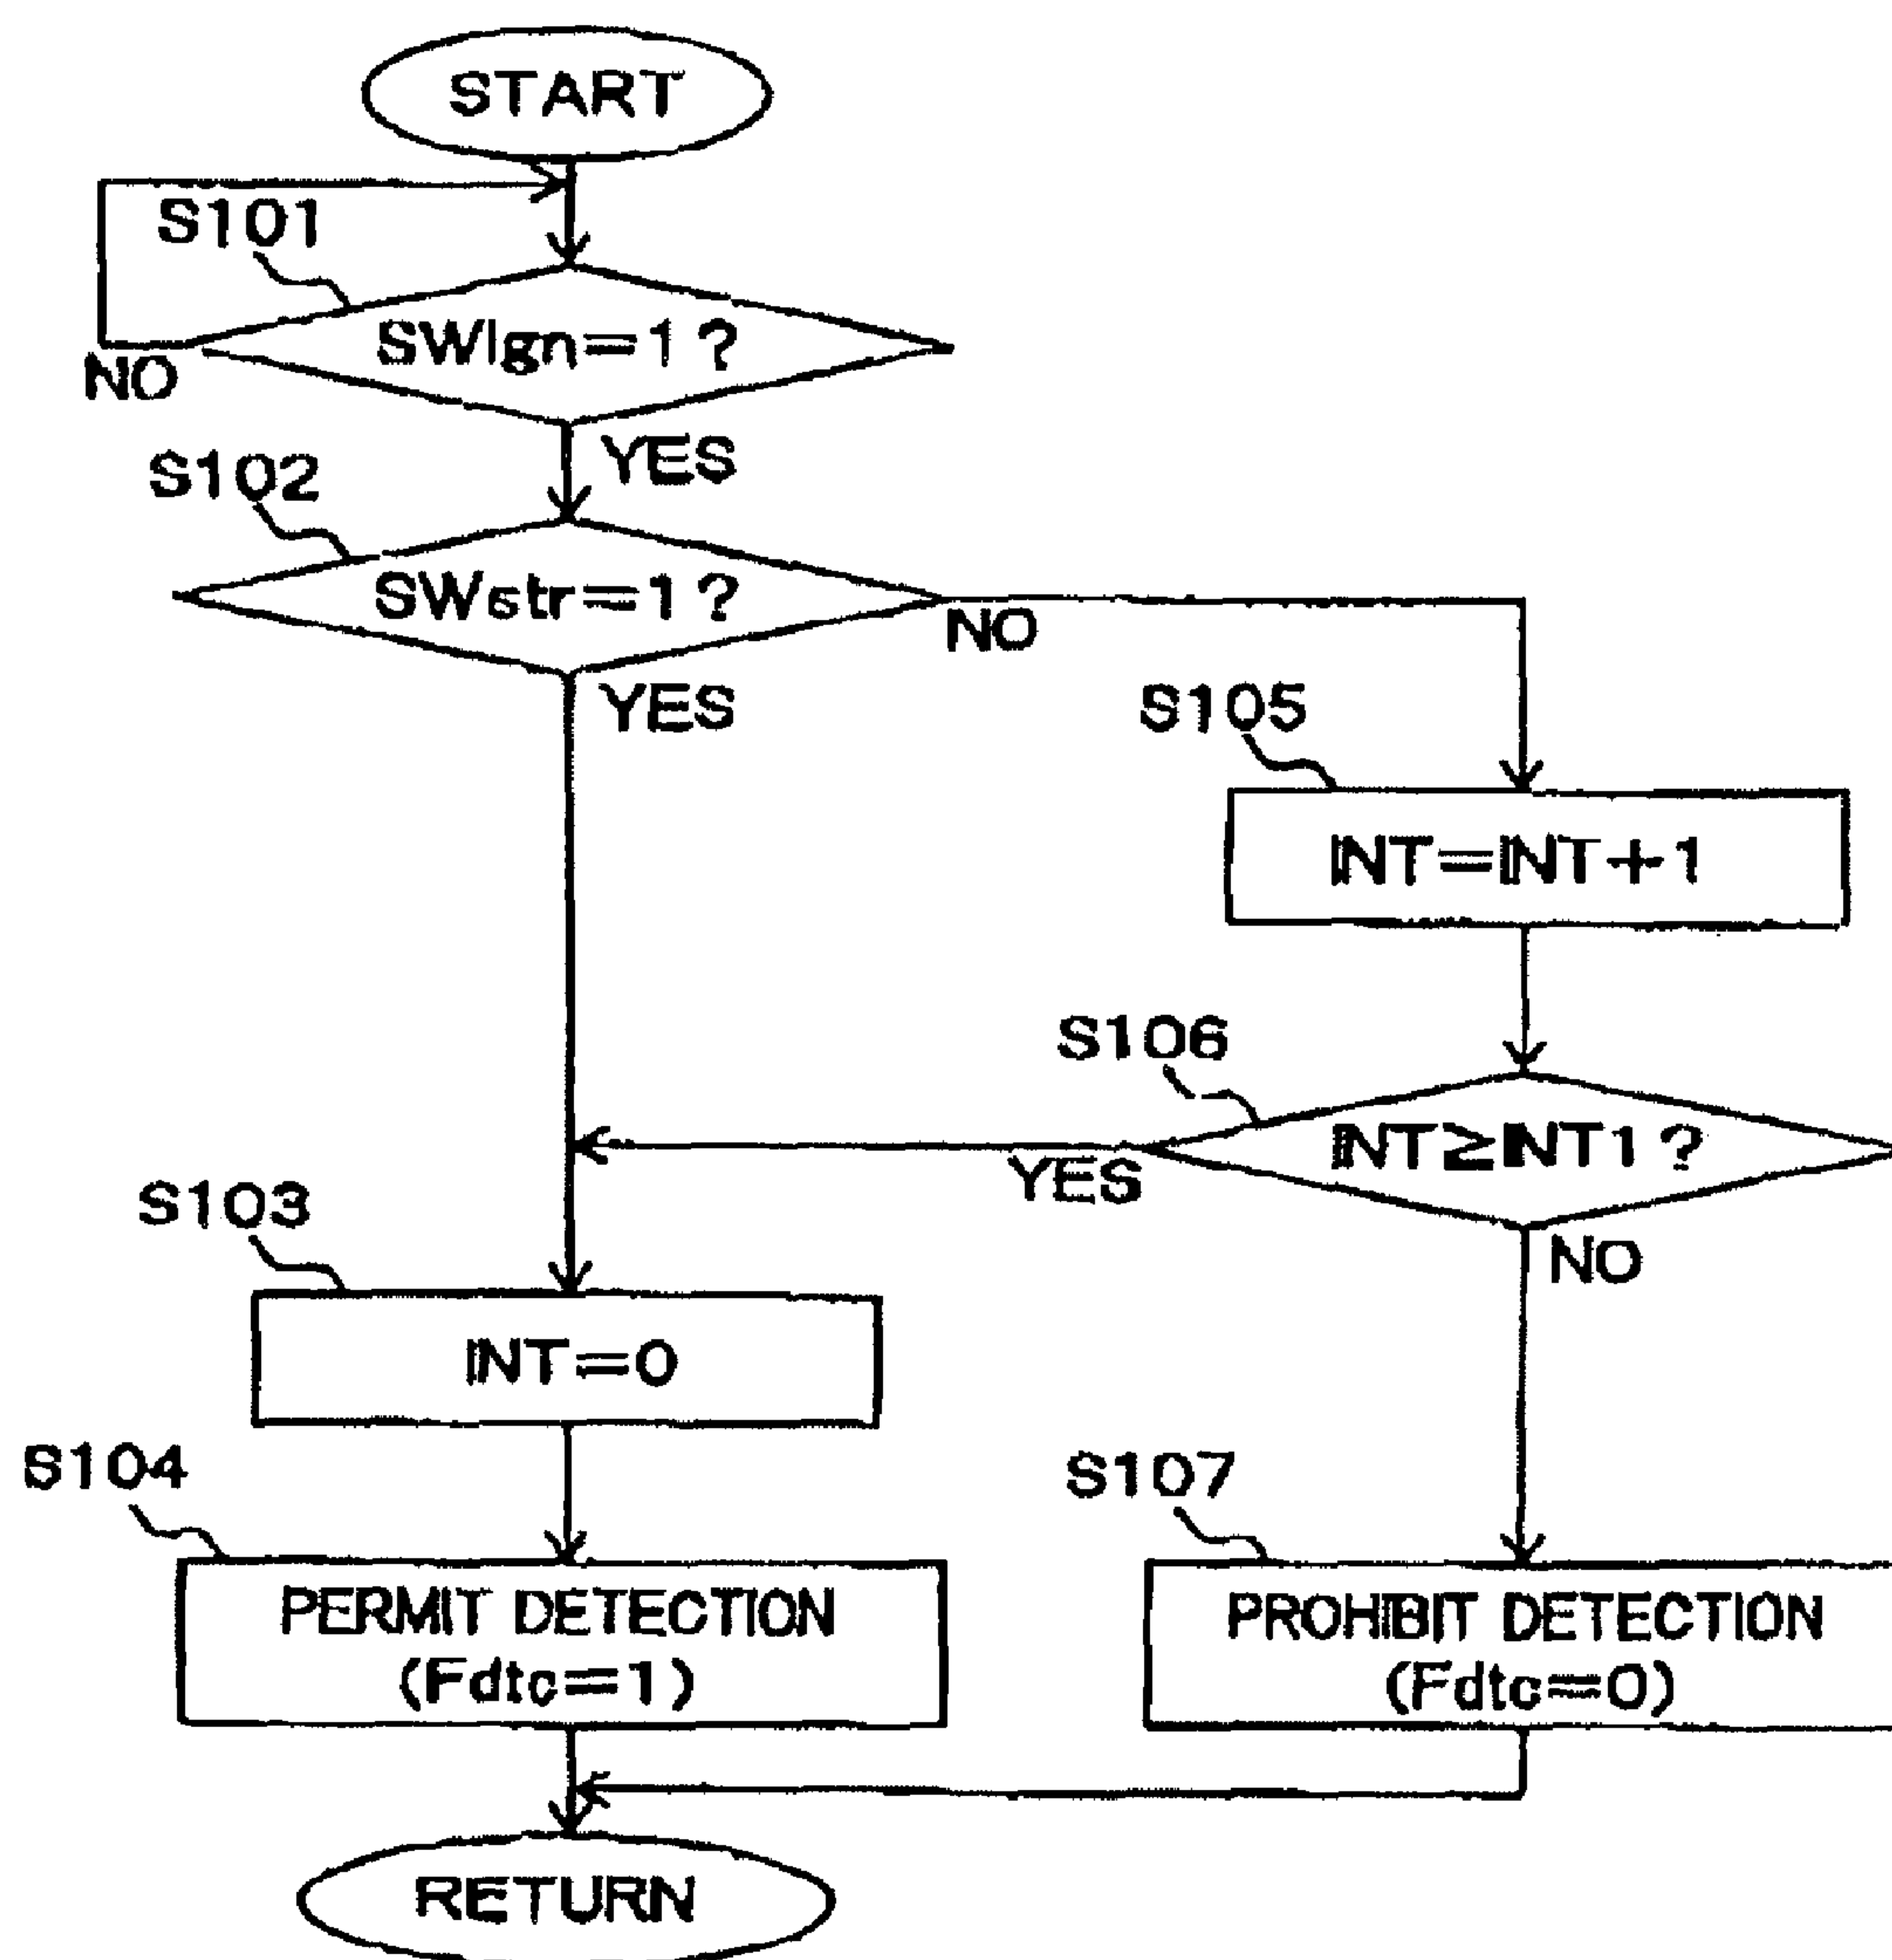 START
S101
SWIgn=1?
NO
YES
S102
SWstr=1?
NO
YES
S105
INT=INT+1
S106
INT≧INT1?
YES
NO
S103
INT=0
S104
PERMIT DETECTION
(Fdtc=1)
S107
PROHIBIT DETECTION
(Fdtc=0)
RETURN